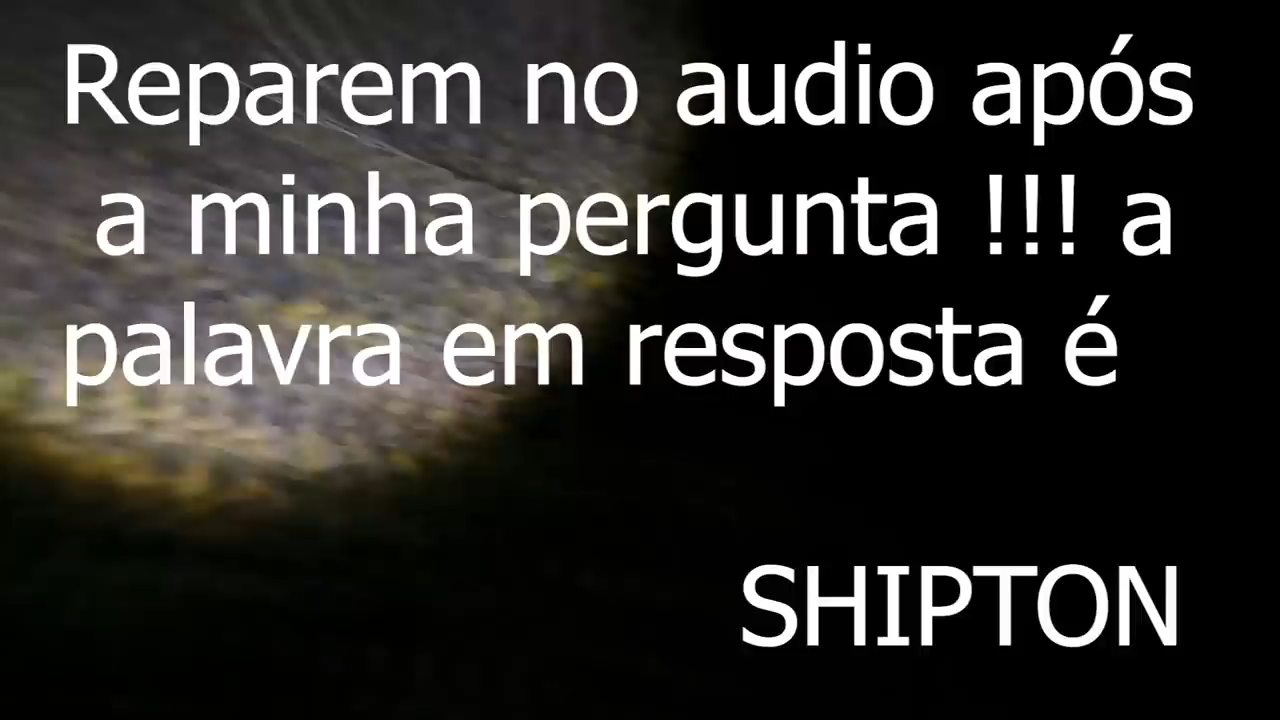 Reparem no audio após
a minha pergunta !!! a
palavra em resposta é
SHIPTON